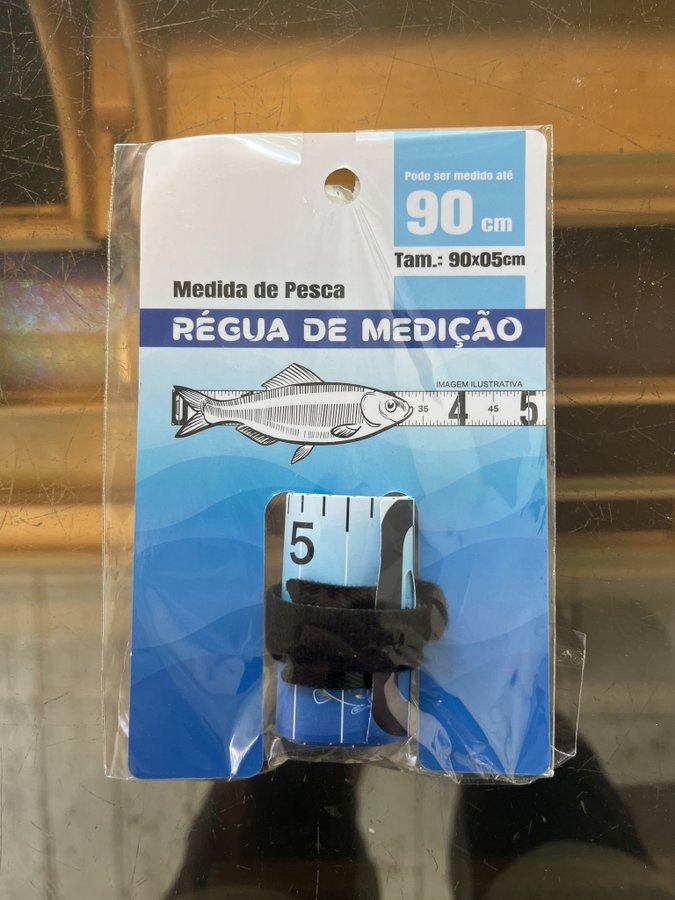 Pode ser medido até
90 cm
Tam.: 90x05cm
Medida de Pesca
RÉGUA DE MEDIÇÃO
IMAGEM ILUSTRATIVA
35 4 45 5
5